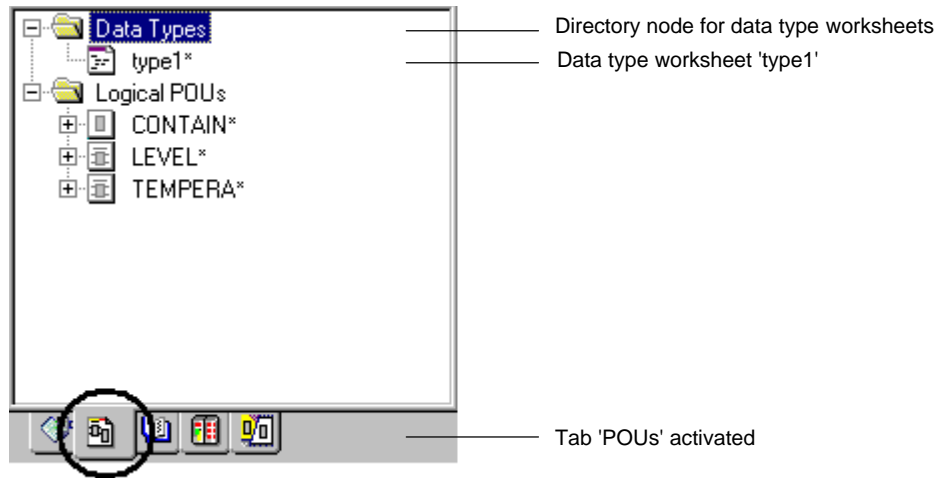 Data Types
Directory node for data type worksheets
type1*
Data type worksheet 'type1'
Logical POUs
CONTAIN*
LEVEL*
TEMPERA*
Tab 'POUs' activated